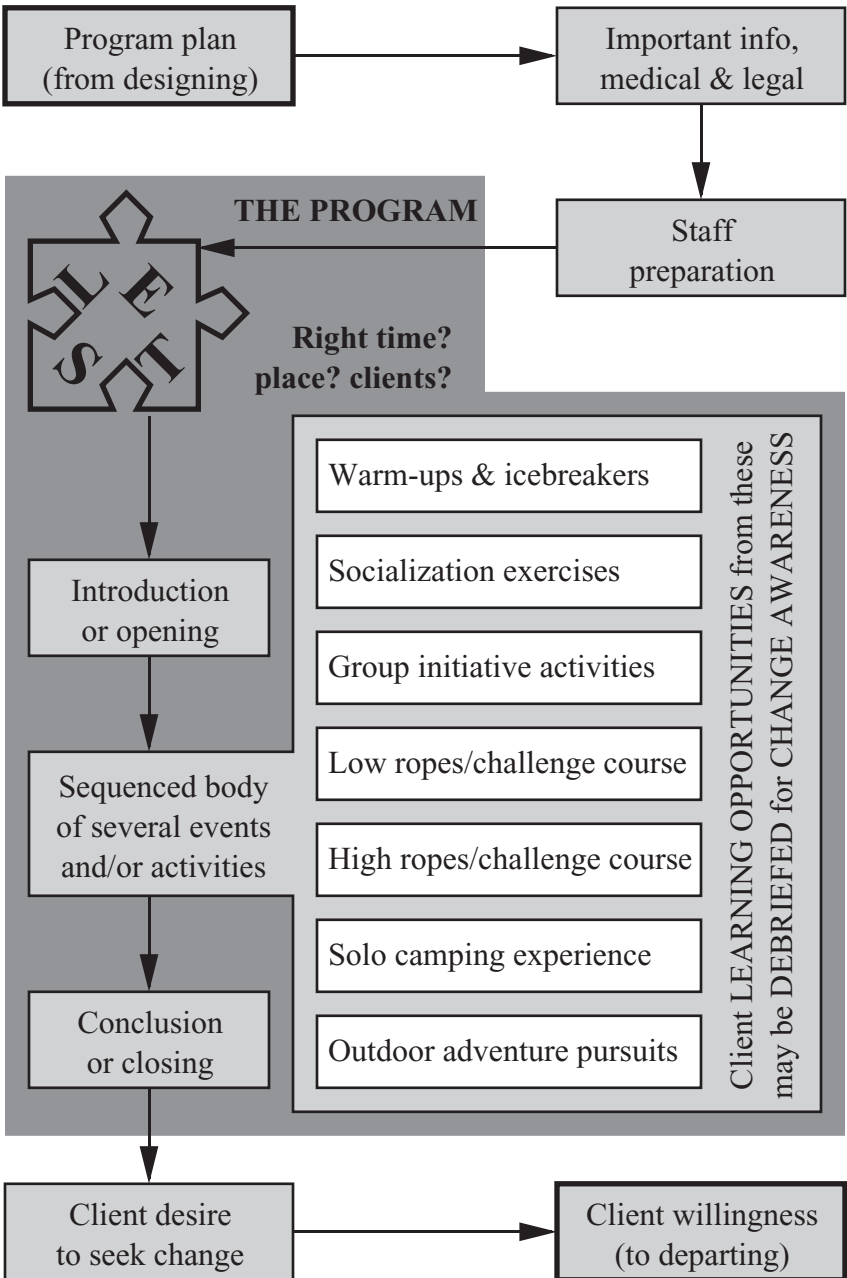 Program plan
(from designing)
Important info,
medical & legal
Staff
preparation
THE PROGRAM
L E
S T
Right time?
place? clients?
Introduction
or opening
Sequenced body
of several events
and/or activities
Conclusion
or closing
Warm-ups & icebreakers
Socialization exercises
Group initiative activities
Low ropes/challenge course
High ropes/challenge course
Solo camping experience
Outdoor adventure pursuits
Client LEARNING OPPORTUNITIES from these
may be DEBRIEFED for CHANGE AWARENESS
Client desire
to seek change
Client willingness
(to departing)